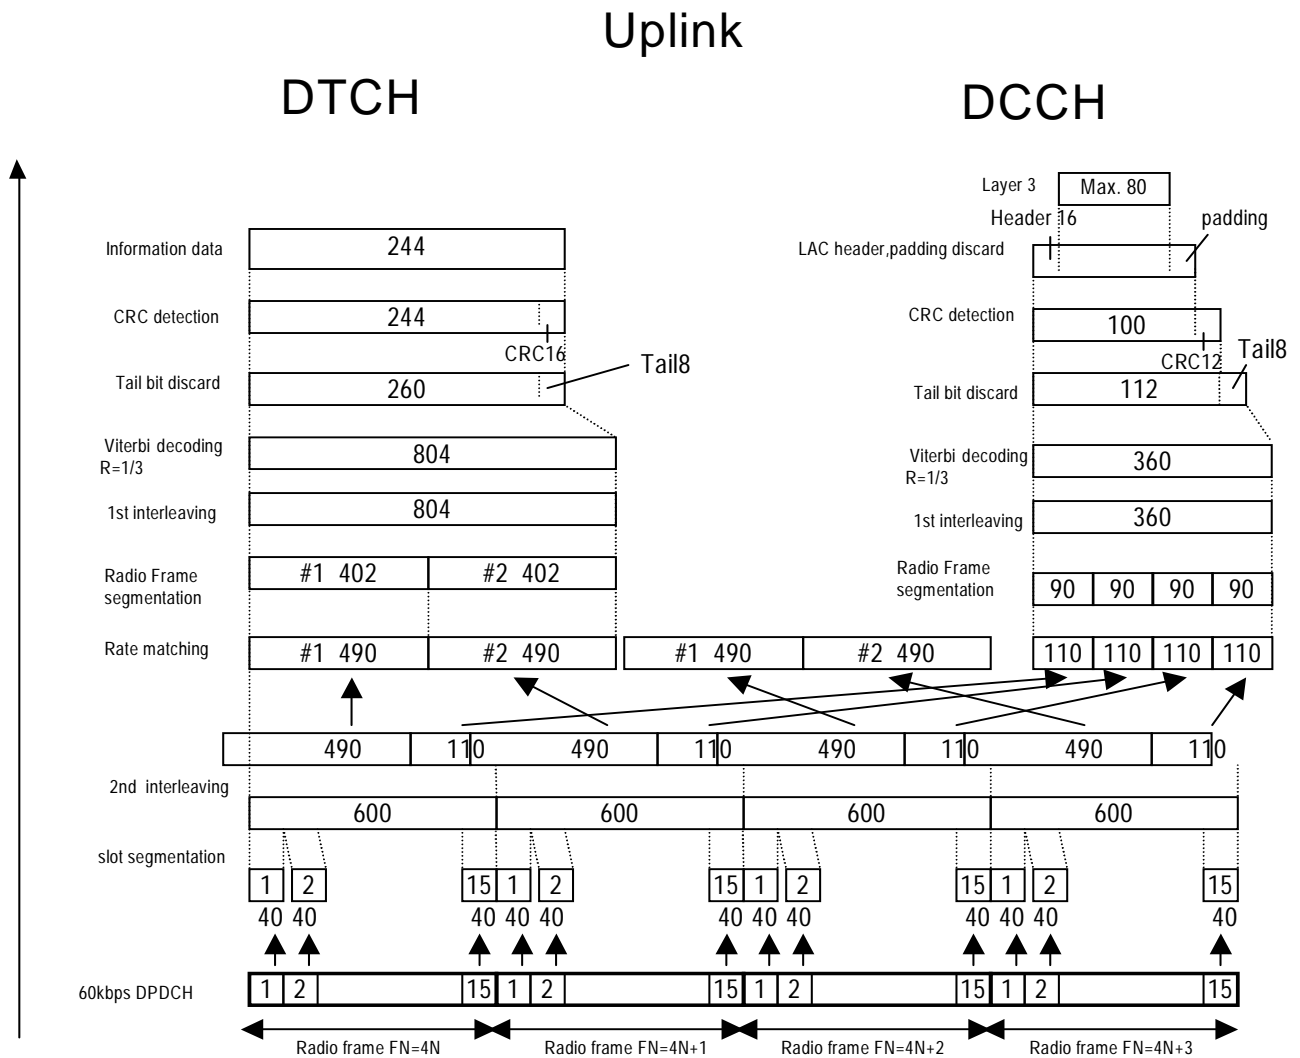 Uplink
DTCH
DCCH
Layer 3 Max. 80
Header 16 padding
Information data 244
LAC header,padding discard
CRC detection 244
CRC16
CRC detection 100
CRC12
Tail bit discard 260 Tail8
Tail bit discard 112 Tail8
Viterbi decoding
R=1/3
804
Viterbi decoding
R=1/3
360
1st interleaving 804
1st interleaving 360
Radio Frame
segmentation
#1 402 #2 402
Radio Frame
segmentation
90 90 90 90
Rate matching #1 490 #2 490 #1 490 #2 490 110 110 110 110
490 110 490 110 490 110 490 110
2nd interleaving
600 600 600 600
slot segmentation
1 2 15 1 2 15 1 2 15 1 2 15
40 40 40 40 40 40 40 40 40 40 40 40
60kbps DPDCH 1 2 15 1 2 15 1 2 15 1 2 15
Radio frame FN=4N Radio frame FN=4N+1 Radio frame FN=4N+2 Radio frame FN=4N+3